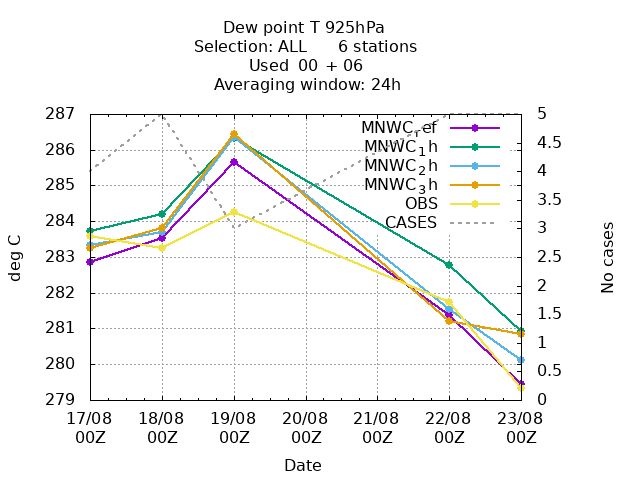 Dew point T 925hPa
Selection: ALL      6 stations
Used  00 + 06
Averaging window: 24h
287
286
285
284
283
282
281
280
279
5
4.5
4
3.5
3
2.5
2
1.5
1
0.5
0
MNWC_ref
MNWC_1h
MNWC_2h
MNWC_3h
OBS
CASES
deg C
No cases
17/08 18/08 19/08 20/08 21/08 22/08 23/08
00Z 00Z 00Z 00Z 00Z 00Z 00Z
Date